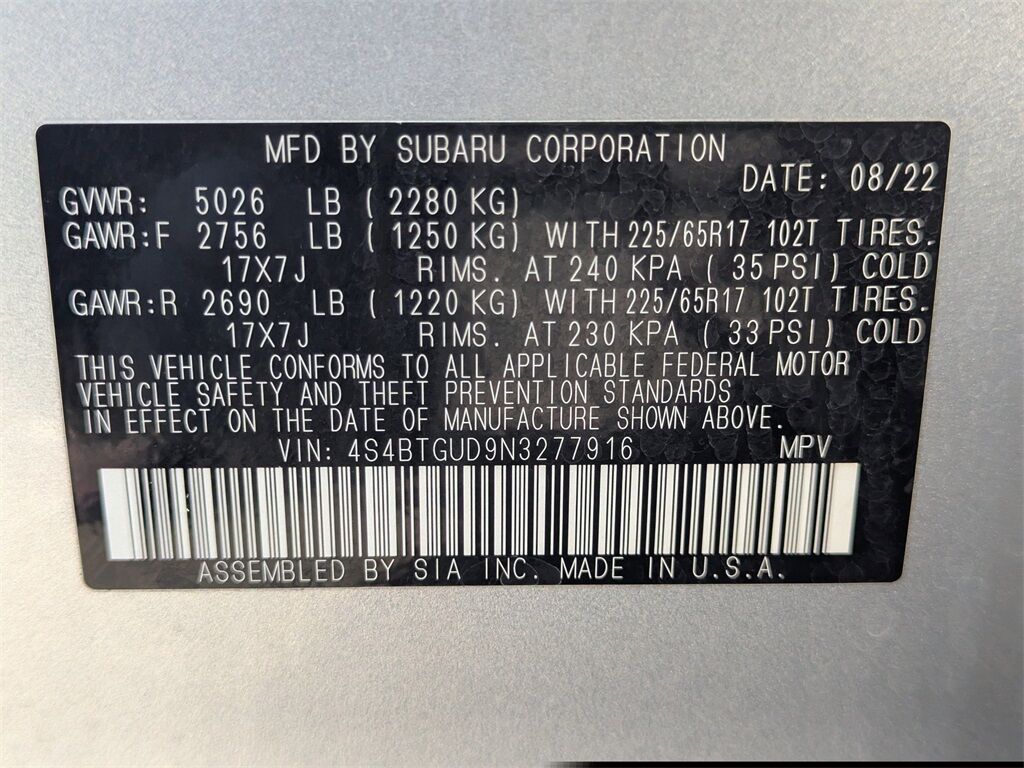 MFD BY SUBARU CORPORATION
DATE: 08/22
GVWR: 5026 LB ( 2280 KG)
GAWR:F 2756 LB ( 1250 KG) WITH 225/65R17 102T TIRES.
17X7J RIMS. AT 240 KPA ( 35 PSI) COLD
GAWR:R 2690 LB ( 1220 KG) WITH 225/65R17 102T TIRES.
17X7J RIMS. AT 230 KPA ( 33 PSI) COLD
THIS VEHICLE CONFORMS TO ALL APPLICABLE FEDERAL MOTOR
VEHICLE SAFETY AND THEFT PREVENTION STANDARDS
IN EFFECT ON THE DATE OF MANUFACTURE SHOWN ABOVE.
VIN: 4S4BTGUD9N3277916 MPV
ASSEMBLED BY SIA INC. MADE IN U.S.A.